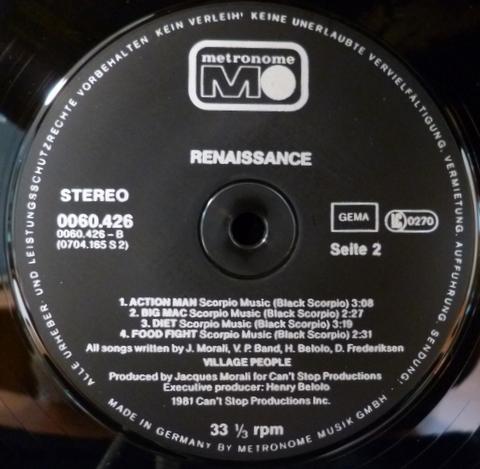 ALLE URHEBER- UND LEISTUNGSSCHUTZRECHTE VORBEHALTEN. KEIN VERLEIH! KEINE UNERLAUBTE VERVIELFÄLTIGUNG, VERMIETUNG, AUFFÜHRUNG, SENDUNG!
metronome
M
RENAISSANCE
STEREO
0060.426
0060.426-B
(0704.165 S 2)
GEMA
LC 0270
Seite 2
1. ACTION MAN Scorpio Music (Black Scorpio) 3:08
2. BIG MAC Scorpio Music (Black Scorpio) 2:27
3. DIET Scorpio Music (Black Scorpio) 3:19
4. FOOD FIGHT Scorpio Music (Black Scorpio) 2:31
All songs written by J. Morali, V. P. Band, H. Belolo, D. Frederiksen
VILLAGE PEOPLE
Produced by Jacques Morali for Can't Stop Productions
Executive producer: Henry Belolo
1981 Can't Stop Productions Inc.
33 ⅓ rpm
MADE IN GERMANY BY METRONOME MUSIK GMBH